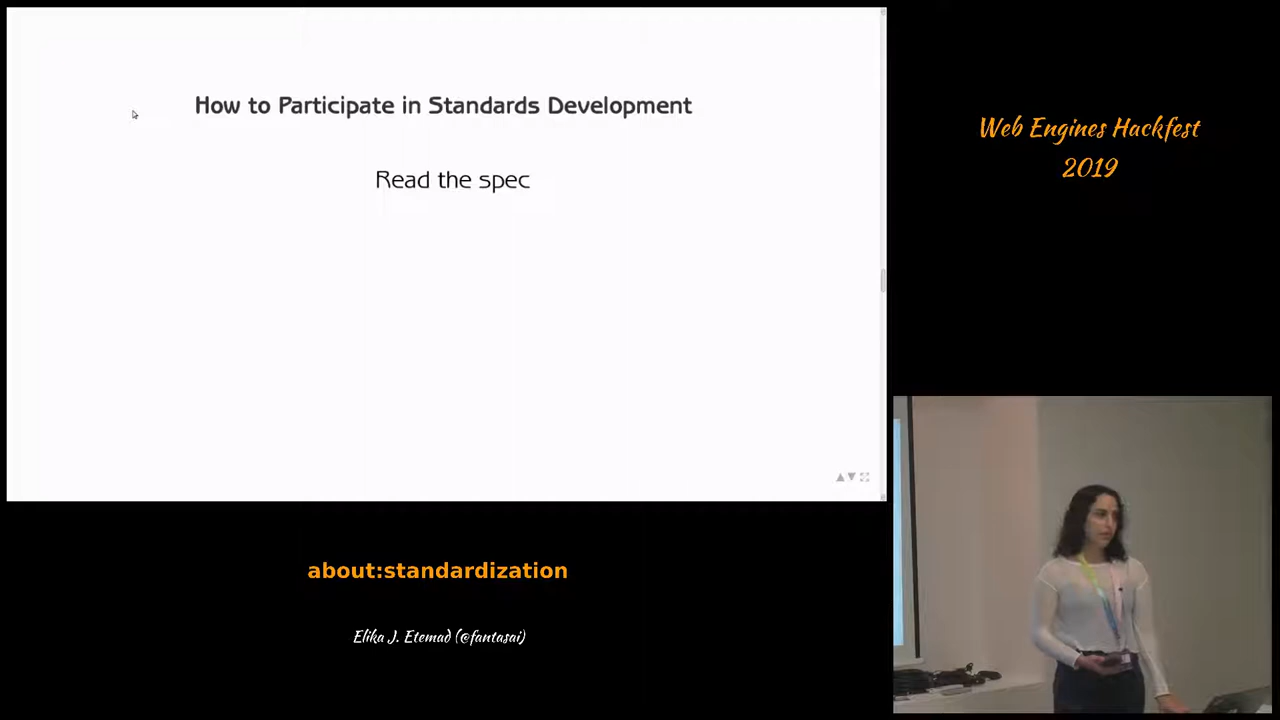 How to Participate in Standards Development
Read the spec
Web Engines Hackfest
2019
about:standardization
Elika J. Etemad (@fantasai)